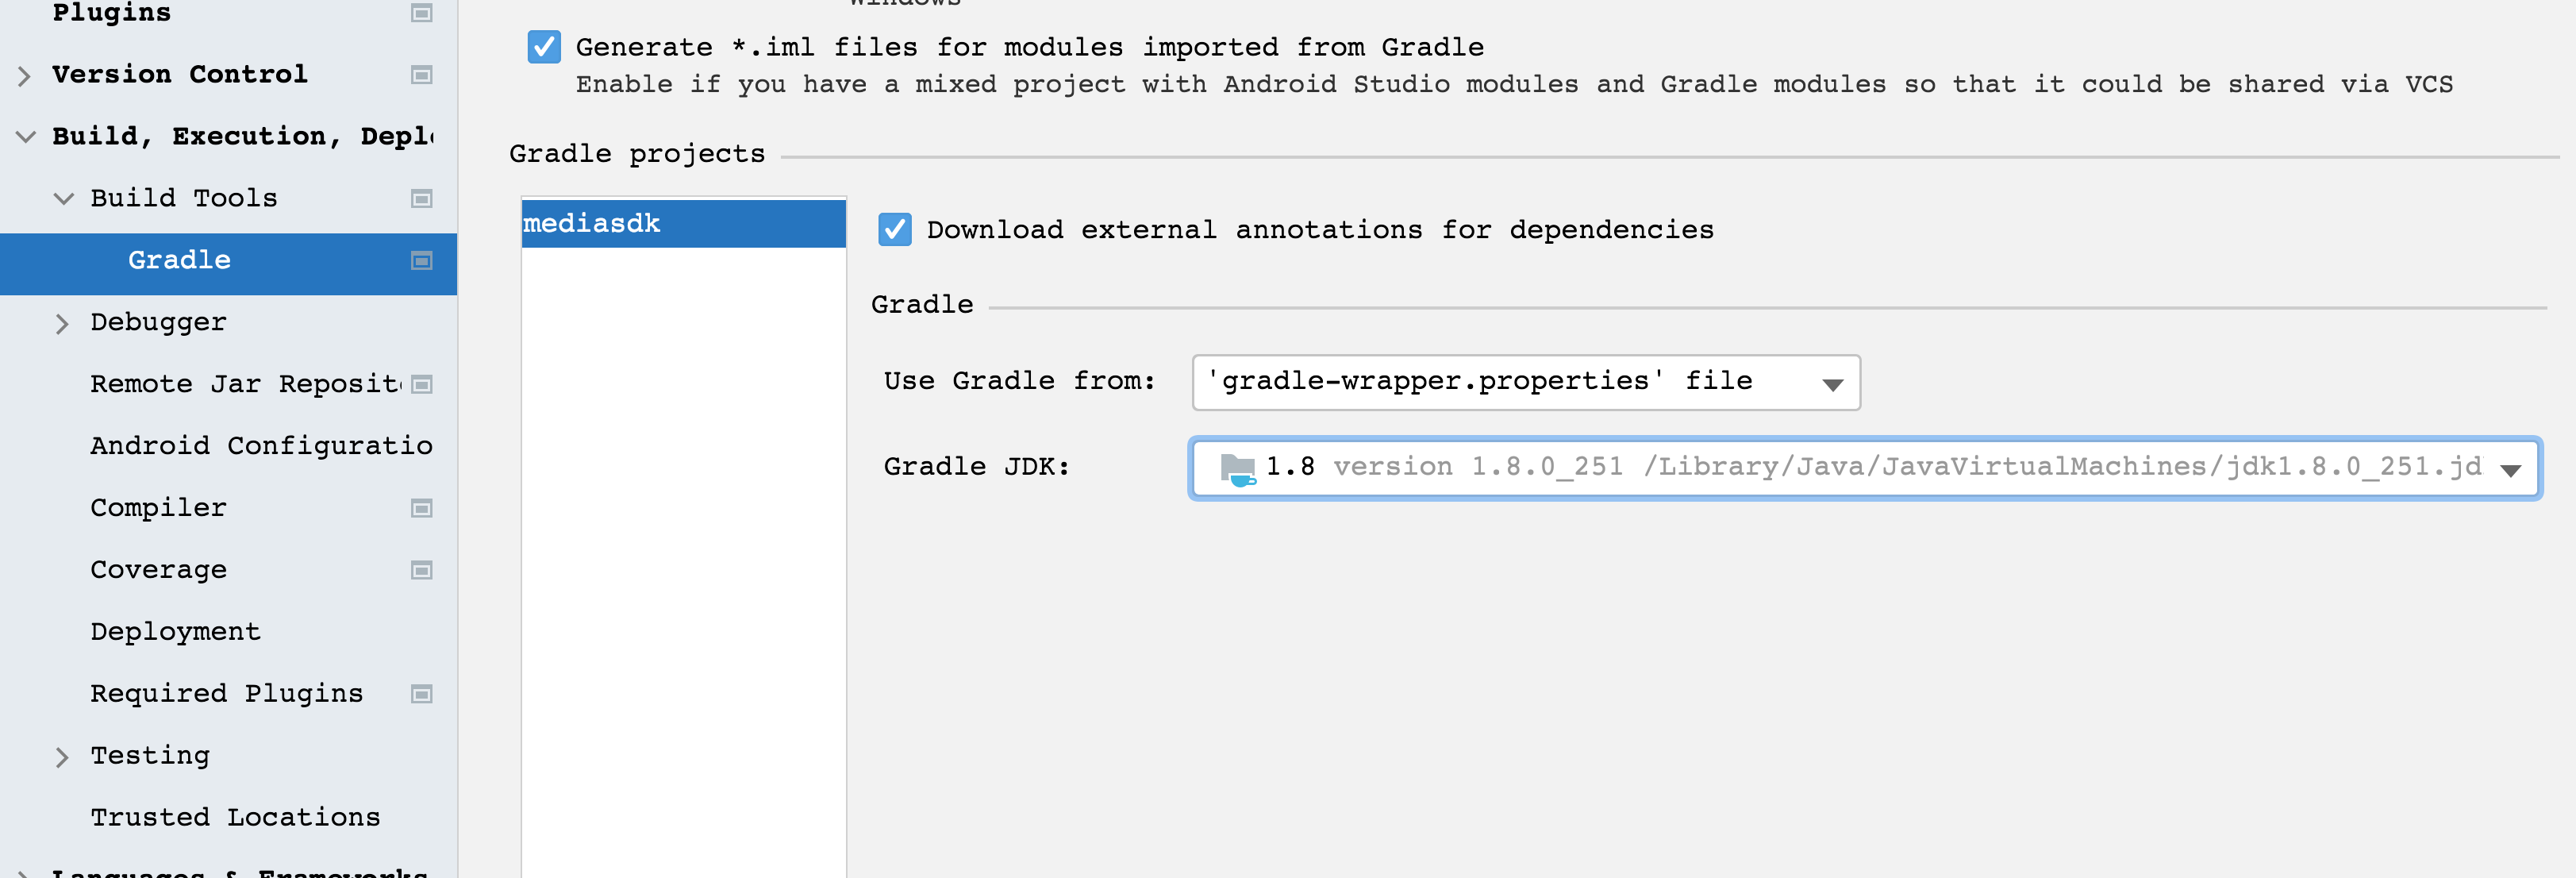 Plugins
Version Control
Build, Execution, Depl
Build Tools
Gradle
Debugger
Remote Jar Reposit
Android Configuratio
Compiler
Coverage
Deployment
Required Plugins
Testing
Trusted Locations
Languages & Frameworks
Windows
Generate *.iml files for modules imported from Gradle
Enable if you have a mixed project with Android Studio modules and Gradle modules so that it could be shared via VCS
Gradle projects
mediasdk
Download external annotations for dependencies
Gradle
Use Gradle from: 'gradle-wrapper.properties' file
Gradle JDK: 1.8 version 1.8.0_251 /Library/Java/JavaVirtualMachines/jdk1.8.0_251.jd